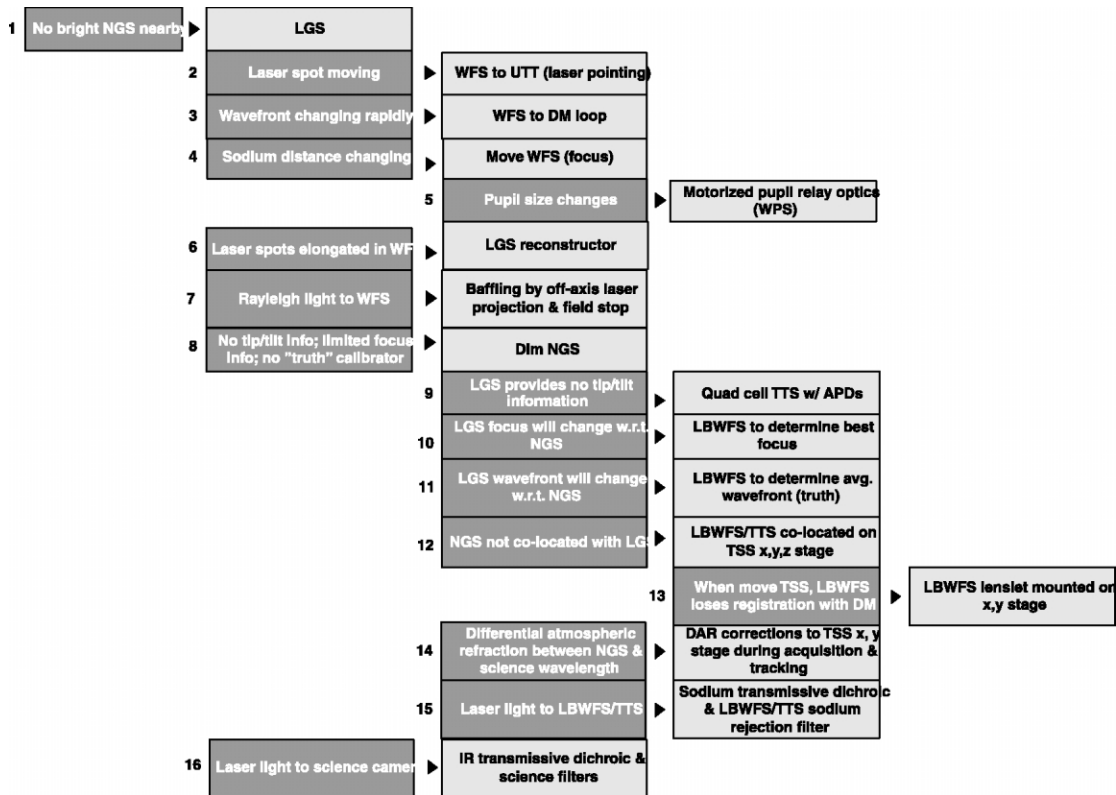 1 No bright NGS nearby LGS
2 Laser spot moving WFS to UTT (laser pointing)
3 Wavefront changing rapidly WFS to DM loop
4 Sodium distance changing Move WFS (focus)
5 Pupil size changes Motorized pupil relay optics
(WPS)
6 Laser spots elongated in WF LGS reconstructor
7 Rayleigh light to WFS Baffling by off-axis laser
projection & field stop
8 No tip/tilt info; limited focus
info; no "truth" calibrator
Dim NGS
9 LGS provides no tip/tilt
information
Quad cell TTS w/ APDs
10 LGS focus will change w.r.t.
NGS
LBWFS to determine best
focus
11 LGS wavefront will change
w.r.t. NGS
LBWFS to determine avg.
wavefront (truth)
12 NGS not co-located with LGS
LBWFS/TTS co-located on
TSS x,y,z stage
13 When move TSS, LBWFS
loses registration with DM
LBWFS lenslet mounted on
x,y stage
14 Differential atmospheric
refraction between NGS &
science wavelength
DAR corrections to TSS x, y
stage during acquisition &
tracking
15 Laser light to LBWFS/TTS
Sodium transmissive dichroic
& LBWFS/TTS sodium
rejection filter
16 Laser light to science camer
IR transmissive dichroic &
science filters